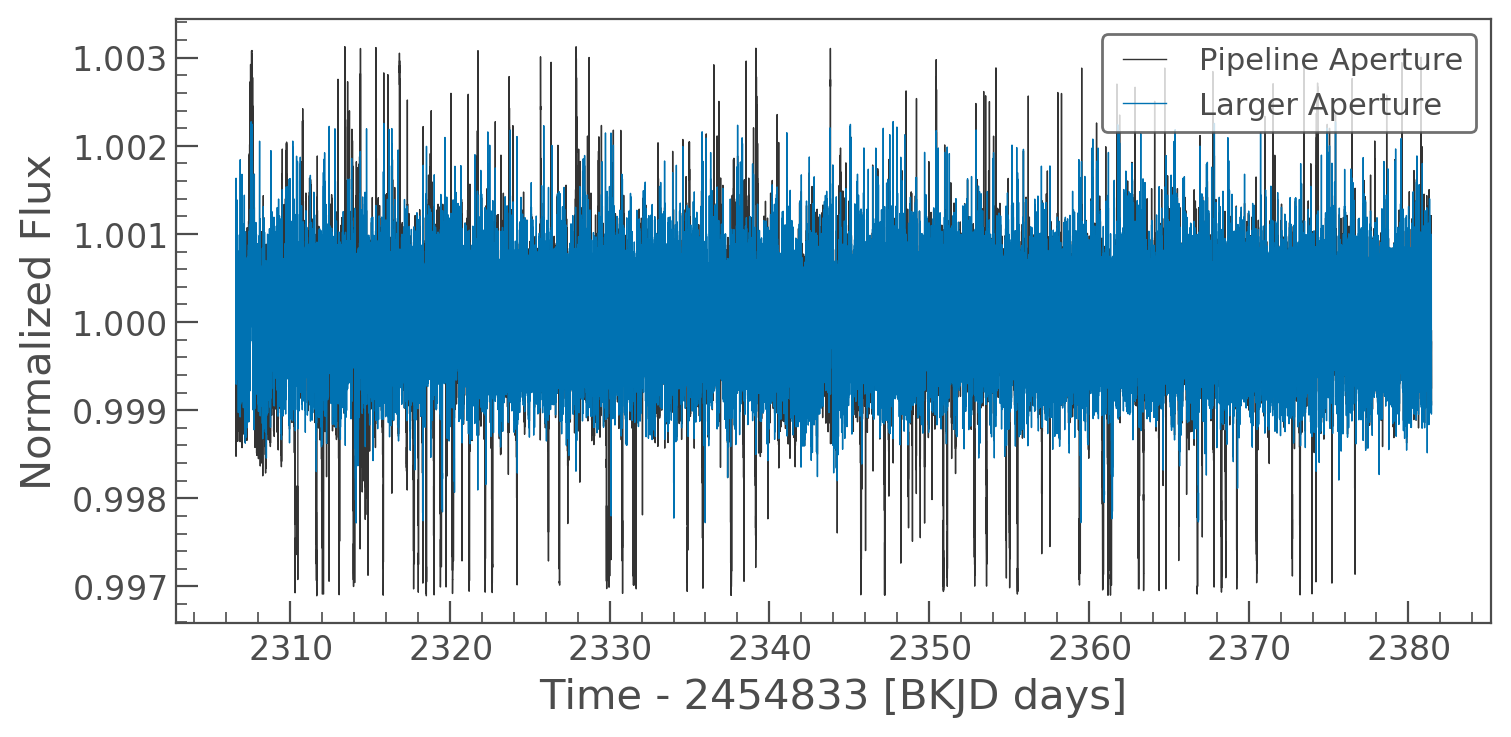 Pipeline Aperture
Larger Aperture
Normalized Flux
1.003
1.002
1.001
1.000
0.999
0.998
0.997
2310 2320 2330 2340 2350 2360 2370 2380
Time - 2454833 [BKJD days]